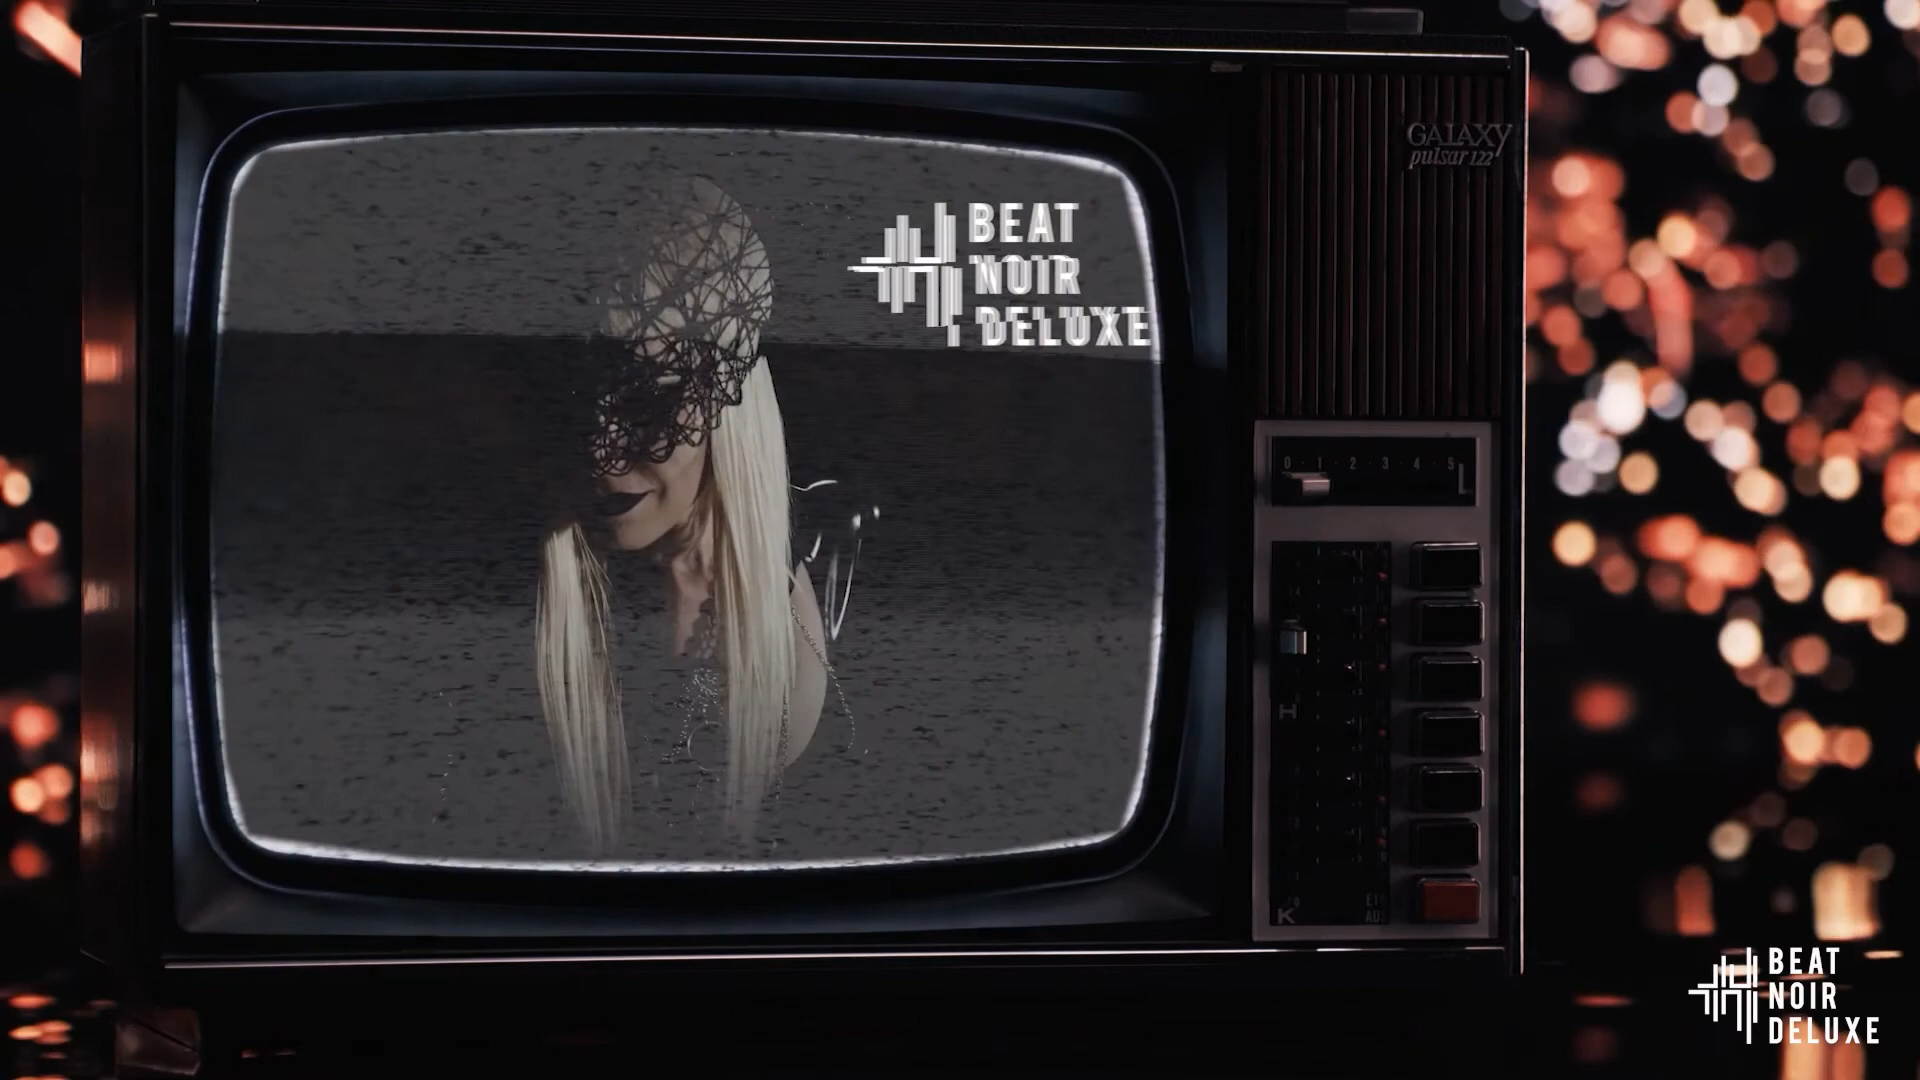 GALAXY
pulsar 122
BEAT
NOIR
DELUXE
0 · 1 · 2 · 3 · 4 · 5
H
K
BEAT
NOIR
DELUXE